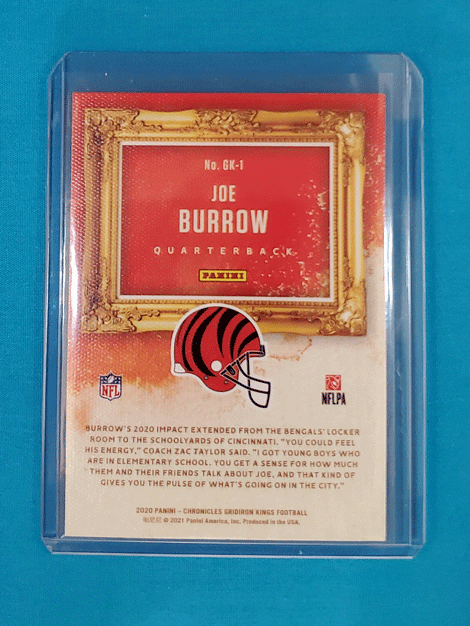 No. GK-1
JOE
BURROW
QUARTERBACK
PANINI
NFL
NFLPA
BURROW'S 2020 IMPACT EXTENDED FROM THE BENGALS' LOCKER
ROOM TO THE SCHOOLYARDS OF CINCINNATI. "YOU COULD FEEL
HIS ENERGY," COACH ZAC TAYLOR SAID. "I GOT YOUNG BOYS WHO
ARE IN ELEMENTARY SCHOOL. YOU GET A SENSE FOR HOW MUCH
THEM AND THEIR FRIENDS TALK ABOUT JOE, AND THAT KIND OF
GIVES YOU THE PULSE OF WHAT'S GOING ON IN THE CITY."
2020 PANINI - CHRONICLES GRIDIRON KINGS FOOTBALL
© 2021 Panini America, Inc. Produced in the USA.